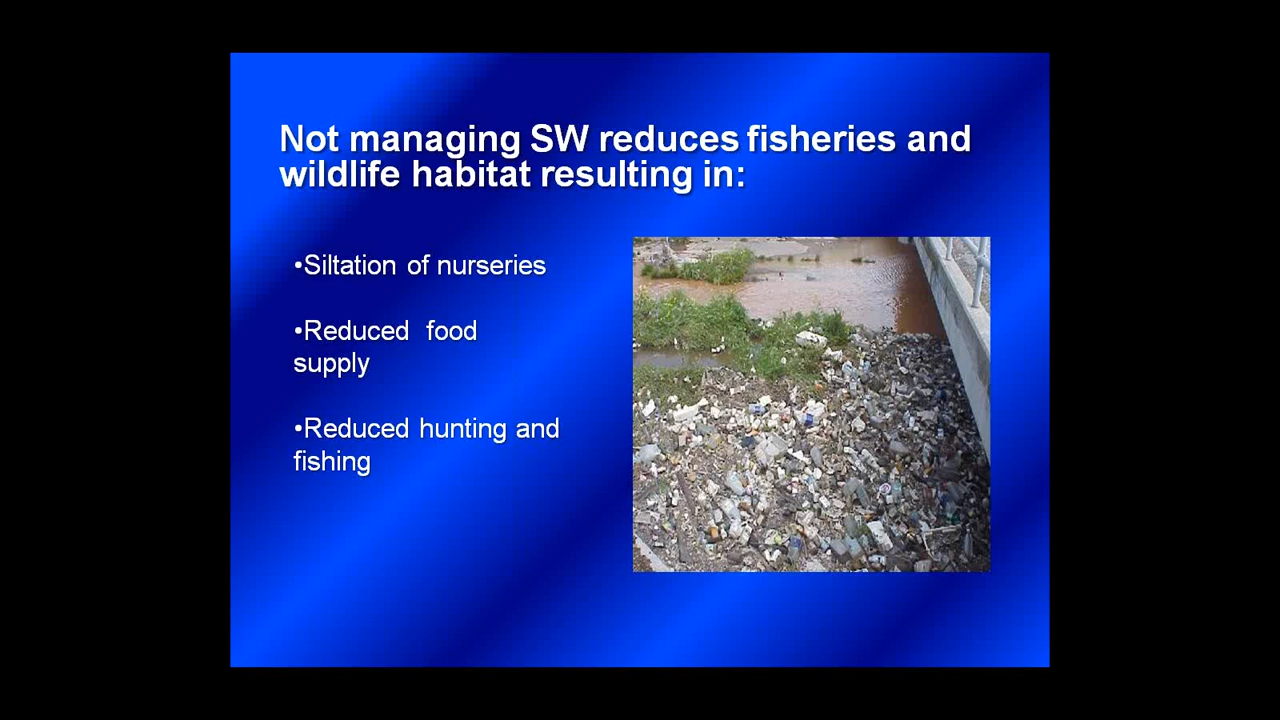 Not managing SW reduces fisheries and
wildlife habitat resulting in:
•Siltation of nurseries
•Reduced food
supply
•Reduced hunting and
fishing